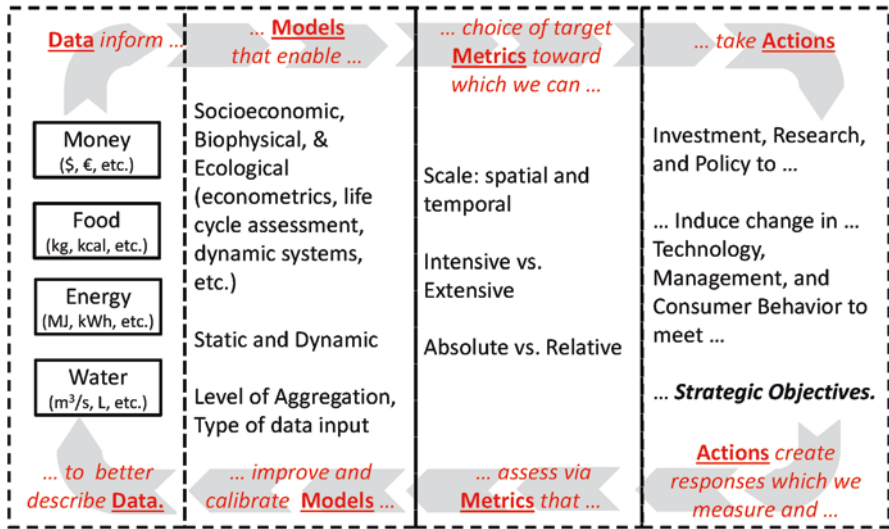 Data inform …
Money
($, €, etc.)
Food
(kg, kcal, etc.)
Energy
(MJ, kWh, etc.)
Water
(m³/s, L, etc.)
… to better
describe Data.
… Models
that enable …
Socioeconomic,
Biophysical, &
Ecological
(econometrics, life
cycle assessment,
dynamic systems,
etc.)
Static and Dynamic
Level of Aggregation,
Type of data input
… improve and
calibrate Models …
… choice of target
Metrics toward
which we can …
Scale: spatial and
temporal
Intensive vs.
Extensive
Absolute vs. Relative
… assess via
Metrics that …
… take Actions
Investment, Research,
and Policy to …
… Induce change in …
Technology,
Management, and
Consumer Behavior to
meet …
… Strategic Objectives.
Actions create
responses which we
measure and …